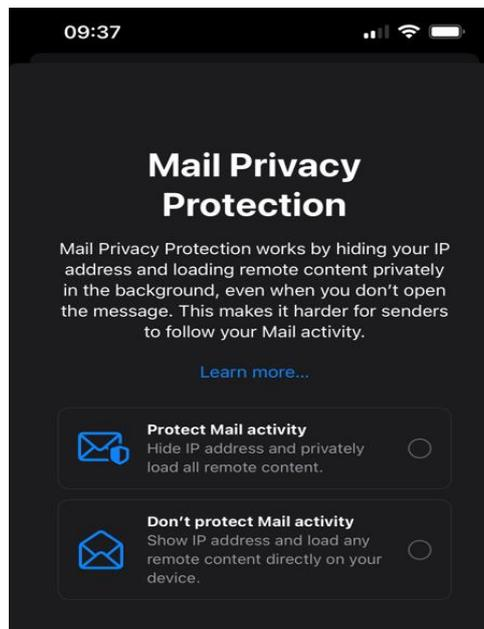 09:37
Mail Privacy
Protection
Mail Privacy Protection works by hiding your IP
address and loading remote content privately
in the background, even when you don't open
the message. This makes it harder for senders
to follow your Mail activity.
Learn more...
Protect Mail activity
Hide IP address and privately
load all remote content.
Don't protect Mail activity
Show IP address and load any
remote content directly on your
device.